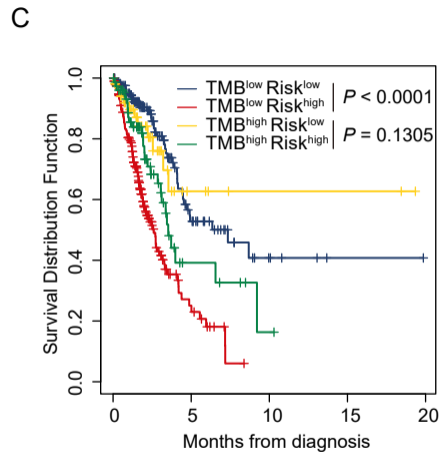 C
TMBlow Risklow
TMBlow Riskhigh
P < 0.0001
TMBhigh Risklow
TMBhigh Riskhigh
P = 0.1305
Survival Distribution Function
1.0
0.8
0.6
0.4
0.2
0.0
0 5 10 15 20
Months from diagnosis